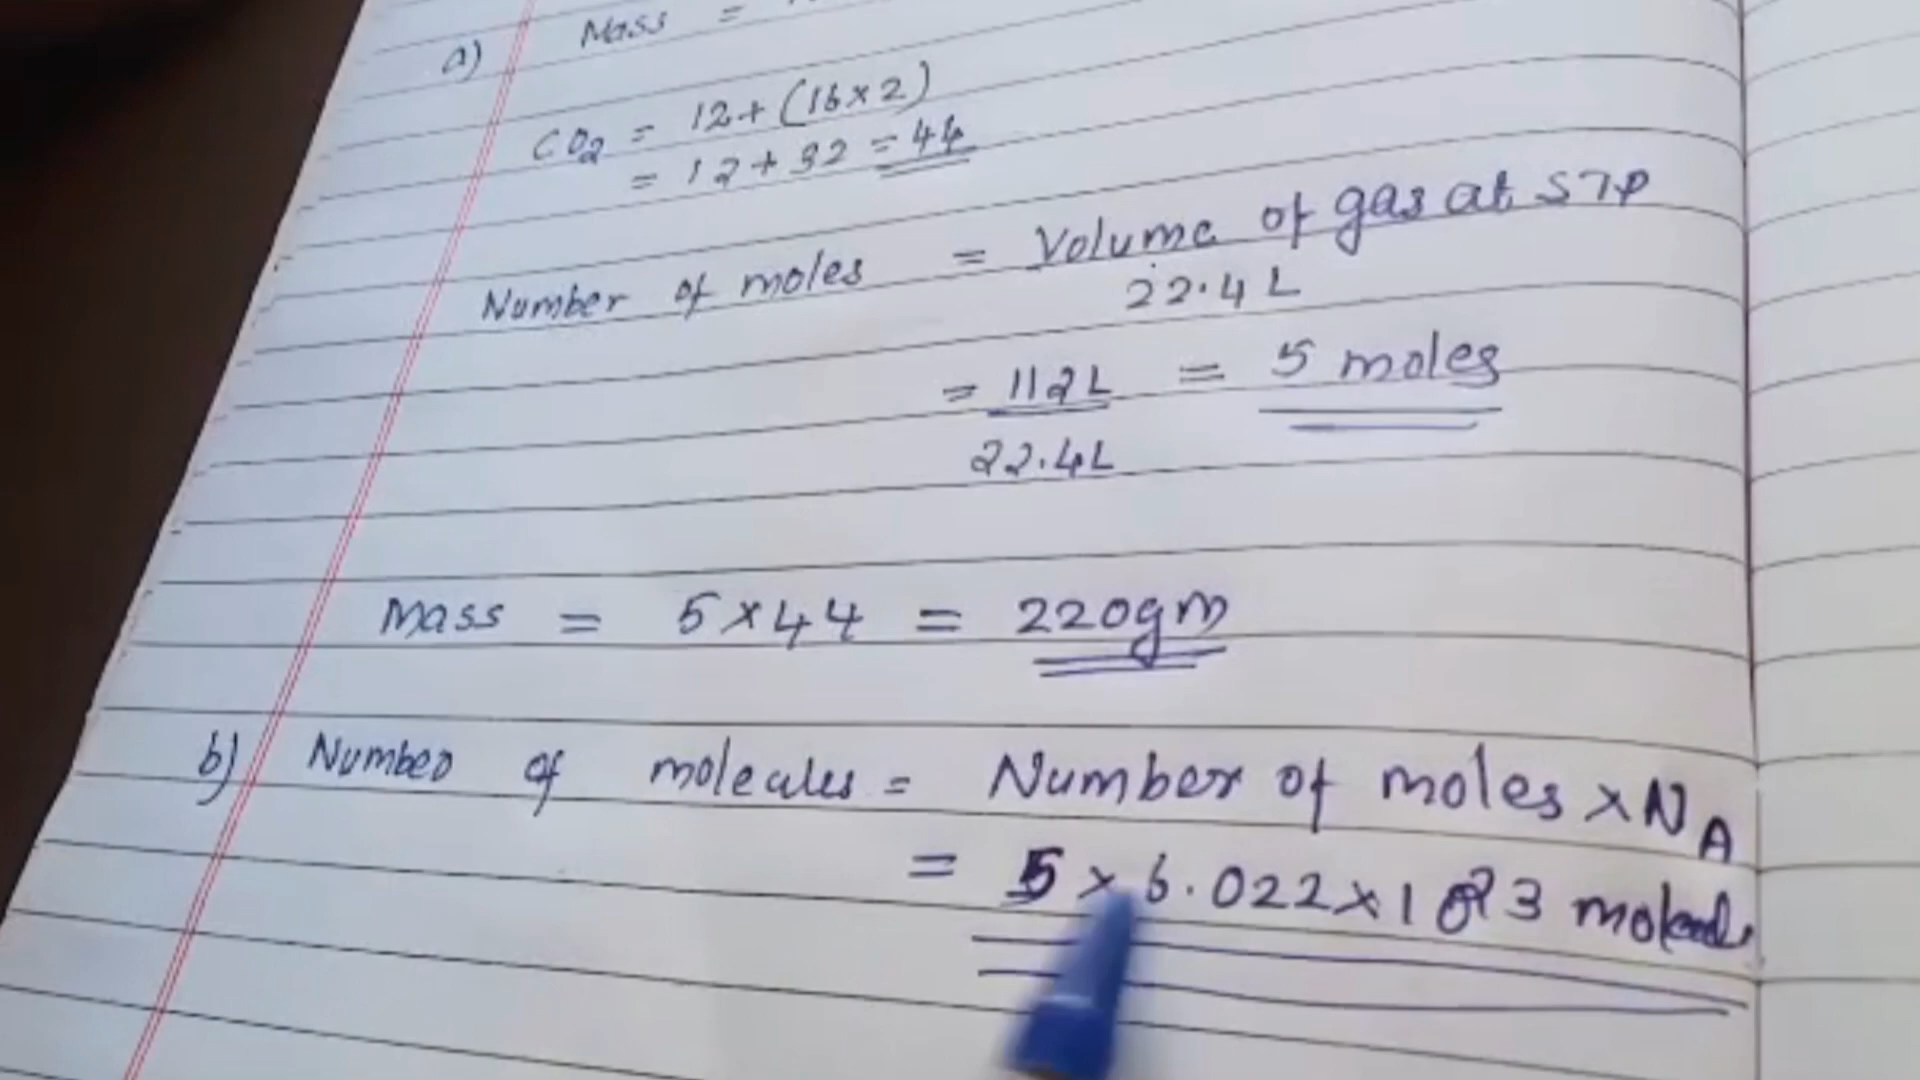 a) Mass =
CO2 = 12+(16×2)
= 12+32 = 44
Number of moles = Volume of gas at STP
22.4 L
= 112L = 5 moles
22.4L
Mass = 5×44 = 220gm
b) Number of molecules = Number of moles × NA
= 5 × 6.022×1023